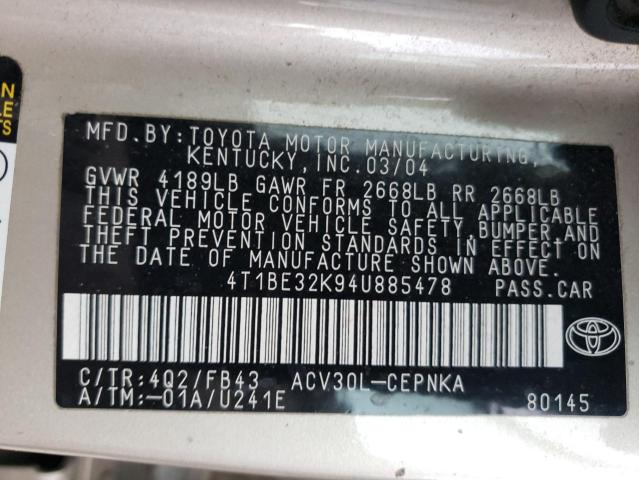 N
LE
TS
MFD. BY: TOYOTA MOTOR MANUFACTURING,
KENTUCKY, INC. 03/04
GVWR 4189LB GAWR FR 2668LB RR 2668LB
THIS VEHICLE CONFORMS TO ALL APPLICABLE
FEDERAL MOTOR VEHICLE SAFETY, BUMPER AND
THEFT PREVENTION STANDARDS IN EFFECT ON
THE DATE OF MANUFACTURE SHOWN ABOVE.
4T1BE32K94U885478 PASS.CAR
C/TR:4Q2/FB43 ACV30L-CEPNKA
A/TM:-01A/U241E 80145